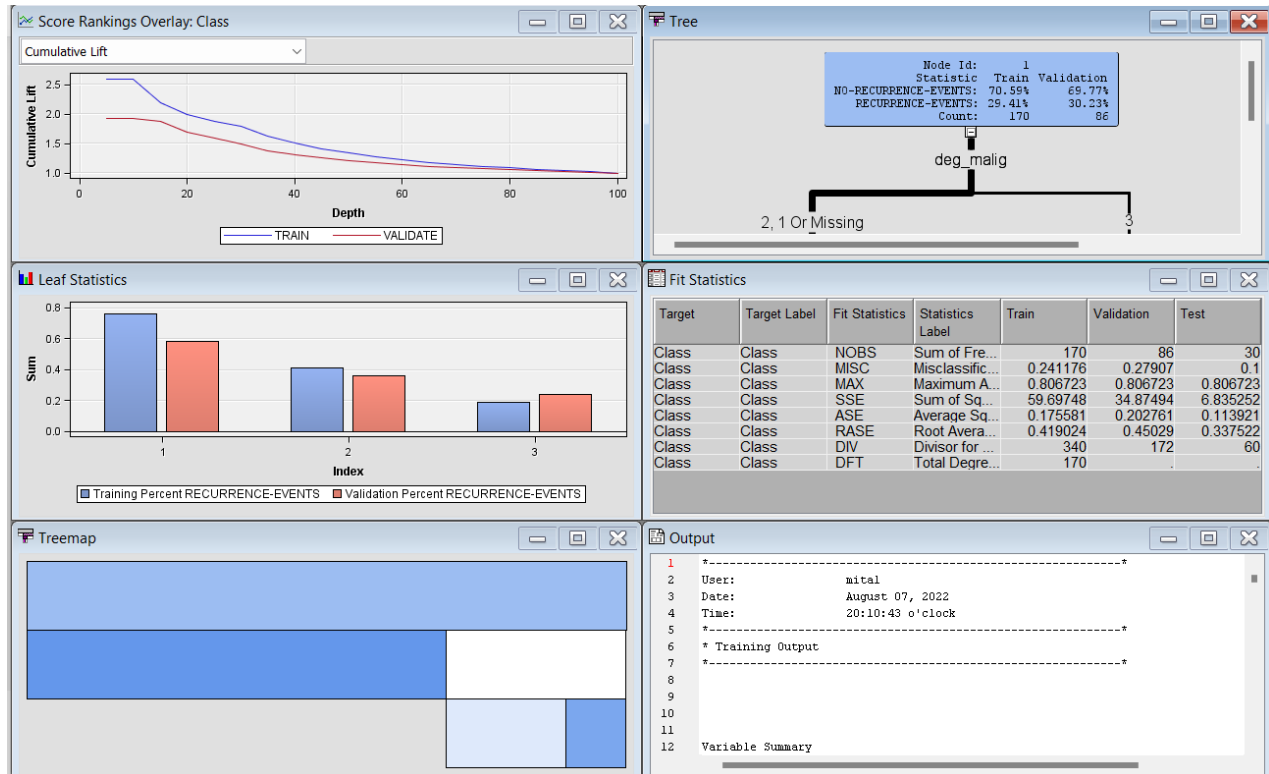 Score Rankings Overlay: Class
Cumulative Lift
Cumulative Lift
2.5
2.0
1.5
1.0
0 20 40 60 80 100
Depth
TRAIN VALIDATE
Tree
Node Id: 1
Statistic Train Validation
NO-RECURRENCE-EVENTS: 70.59% 69.77%
RECURRENCE-EVENTS: 29.41% 30.23%
Count: 170 86
deg_malig
2, 1 Or Missing 3
Leaf Statistics
Sum
0.8
0.6
0.4
0.2
0.0
1 2 3
Index
Training Percent RECURRENCE-EVENTS Validation Percent RECURRENCE-EVENTS
Fit Statistics
Target Target Label Fit Statistics Statistics Label Train Validation Test
Class Class NOBS Sum of Fre... 170 86 30
Class Class MISC Misclassific... 0.241176 0.27907 0.1
Class Class MAX Maximum A... 0.806723 0.806723 0.806723
Class Class SSE Sum of Sq... 59.69748 34.87494 6.835252
Class Class ASE Average Sq... 0.175581 0.202761 0.113921
Class Class RASE Root Avera... 0.419024 0.45029 0.337522
Class Class DIV Divisor for ... 340 172 60
Class Class DFT Total Degre... 170 . .
Treemap
Output
1 *------------------------------------------------------------*
2 User: mital
3 Date: August 07, 2022
4 Time: 20:10:43 o'clock
5 *------------------------------------------------------------*
6 * Training Output
7 *------------------------------------------------------------*
8
9
10
11
12 Variable Summary